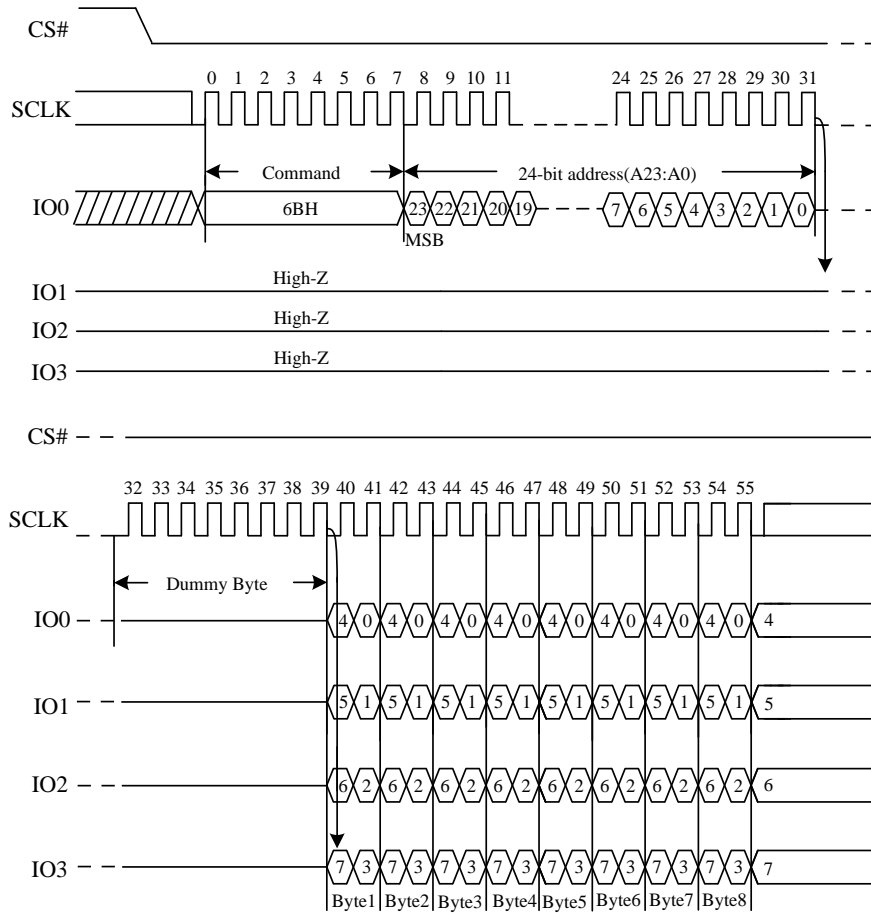 CS#
0 1 2 3 4 5 6 7 8 9 10 11 24 25 26 27 28 29 30 31
SCLK
Command 24-bit address(A23:A0)
IO0 6BH 23 22 21 20 19 7 6 5 4 3 2 1 0
MSB
High-Z
IO1
High-Z
IO2
High-Z
IO3
CS#
32 33 34 35 36 37 38 39 40 41 42 43 44 45 46 47 48 49 50 51 52 53 54 55
SCLK
Dummy Byte
IO0 4 0 4 0 4 0 4 0 4 0 4 0 4 0 4 0 4
IO1 5 1 5 1 5 1 5 1 5 1 5 1 5 1 5 1 5
IO2 6 2 6 2 6 2 6 2 6 2 6 2 6 2 6 2 6
IO3 7 3 7 3 7 3 7 3 7 3 7 3 7 3 7 3 7
Byte1 Byte2 Byte3 Byte4 Byte5 Byte6 Byte7 Byte8